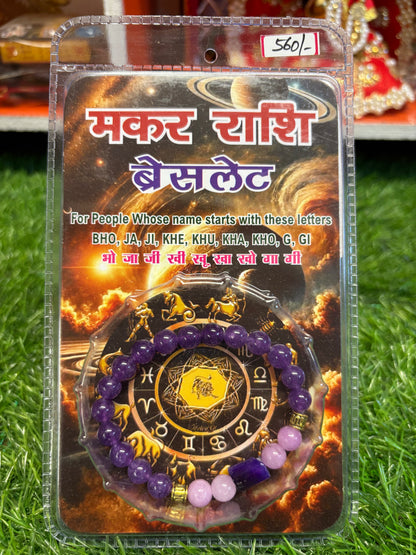 560/-
मकर राशि
ब्रेसलेट
For People Whose name starts with these letters
BHO, JA, JI, KHE, KHU, KHA, KHO, G, GI
भो जा जी खी खू खा खो गा गी